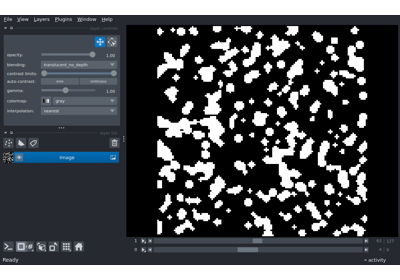 File View Layers Plugins Window Help
opacity: 1.00
blending: translucent_no_depth
contrast limits:
auto-contrast: once continuous
gamma: 1.00
colormap: gray
interpolation: nearest
Image
1
0
Ready activity